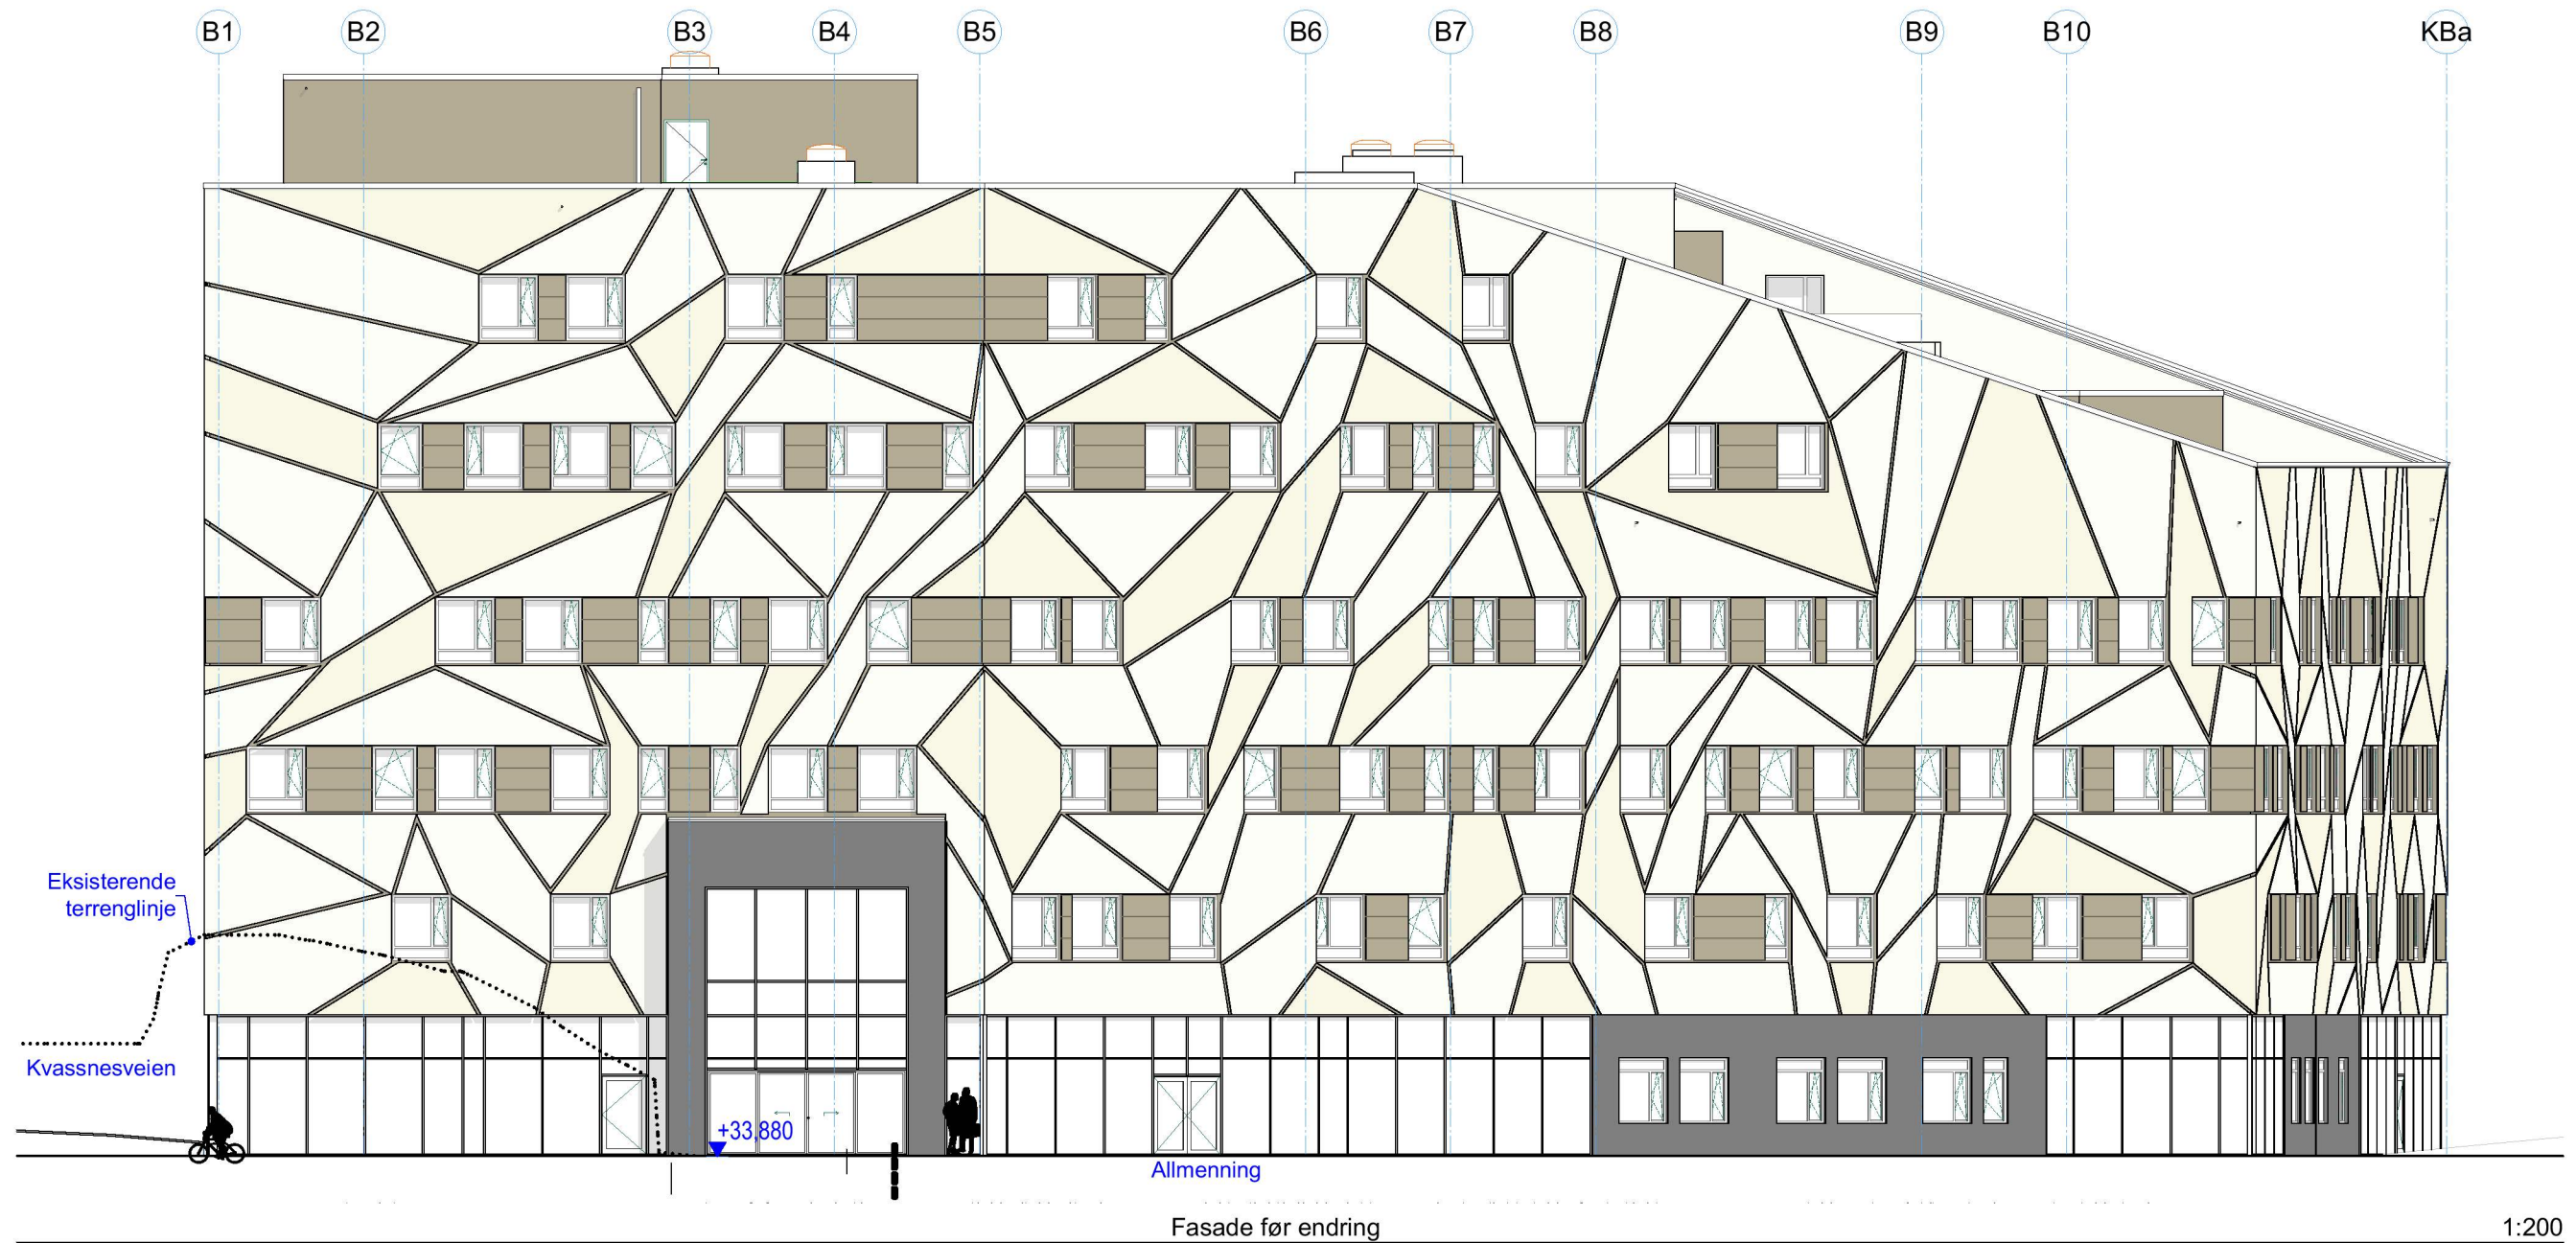 B1 B2 B3 B4 B5 B6 B7 B8 B9 B10 KBa
Eksisterende
terrenglinje
Kvassnesveien
+33,880
Allmenning
Fasade før endring
1:200